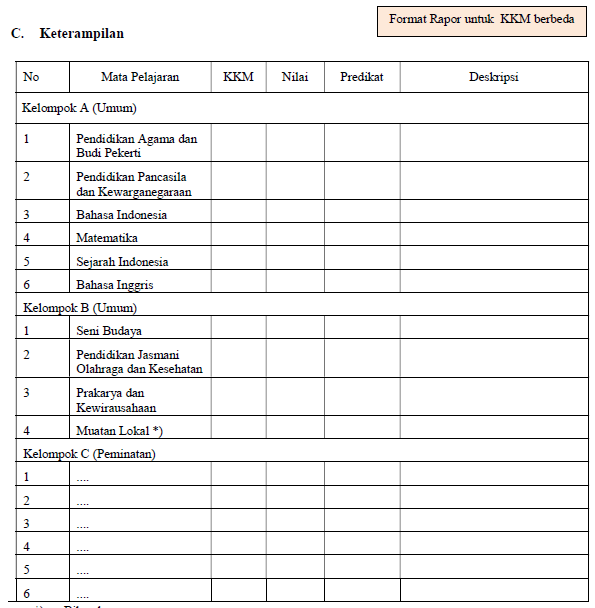 Format Rapor untuk KKM berbeda
C. Keterampilan
No Mata Pelajaran KKM Nilai Predikat Deskripsi
Kelompok A (Umum)
1 Pendidikan Agama dan
Budi Pekerti
2 Pendidikan Pancasila
dan Kewarganegaraan
3 Bahasa Indonesia
4 Matematika
5 Sejarah Indonesia
6 Bahasa Inggris
Kelompok B (Umum)
1 Seni Budaya
2 Pendidikan Jasmani
Olahraga dan Kesehatan
3 Prakarya dan
Kewirausahaan
4 Muatan Lokal *)
Kelompok C (Peminatan)
1 ....
2 ....
3 ....
4 ....
5 ....
6 ....